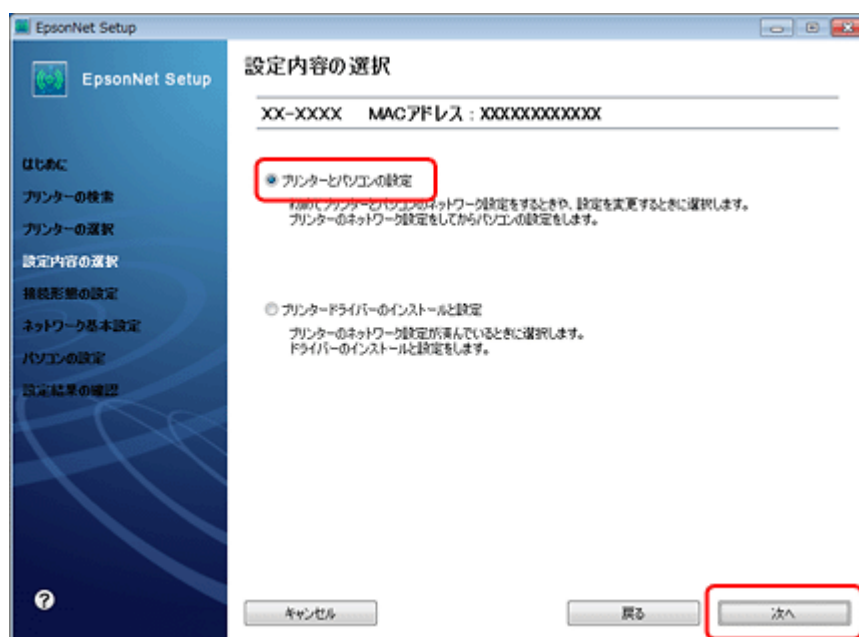 EpsonNet Setup
EpsonNet Setup
はじめに
プリンターの検索
プリンターの選択
設定内容の選択
接続形態の設定
ネットワーク基本設定
パソコンの設定
設定結果の確認
設定内容の選択
XX-XXXX MACアドレス : XXXXXXXXXXXX
プリンターとパソコンの設定
初めてプリンターとパソコンのネットワーク設定をするときや、設定を変更するときに選択します。
プリンターのネットワーク設定をしてからパソコンの設定をします。
プリンタードライバーのインストールと設定
プリンターのネットワーク設定が済んでいるときに選択します。
ドライバーのインストールと設定をします。
?
キャンセル
戻る
次へ